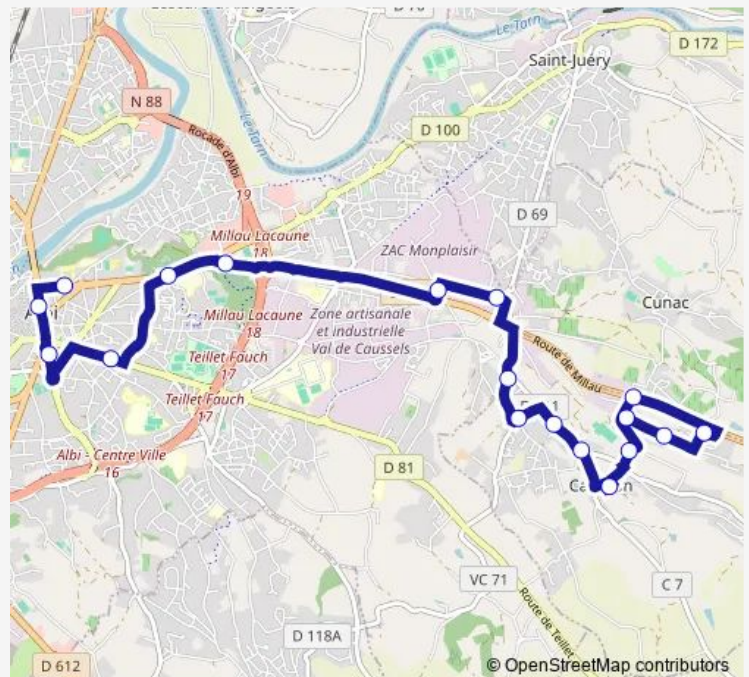 D 70
Le Tarn
D 172
Saint-Juéry
N 88
Le Tarn
D 100
Rocade d'Albi
19
D 69
Millau Lacaune
18
ZAC Monplaisir
Cunac
Millau Lacaune
18
Zone artisanale
et industrielle
Val de Caussels
Route de Millau
Teillet Fauch
17
Teillet Fauch
17
Albi - Centre Ville
16
D 81
VC 71
C 7
Route de Teillet
D 118A
D 612
© OpenStreetMap contributors